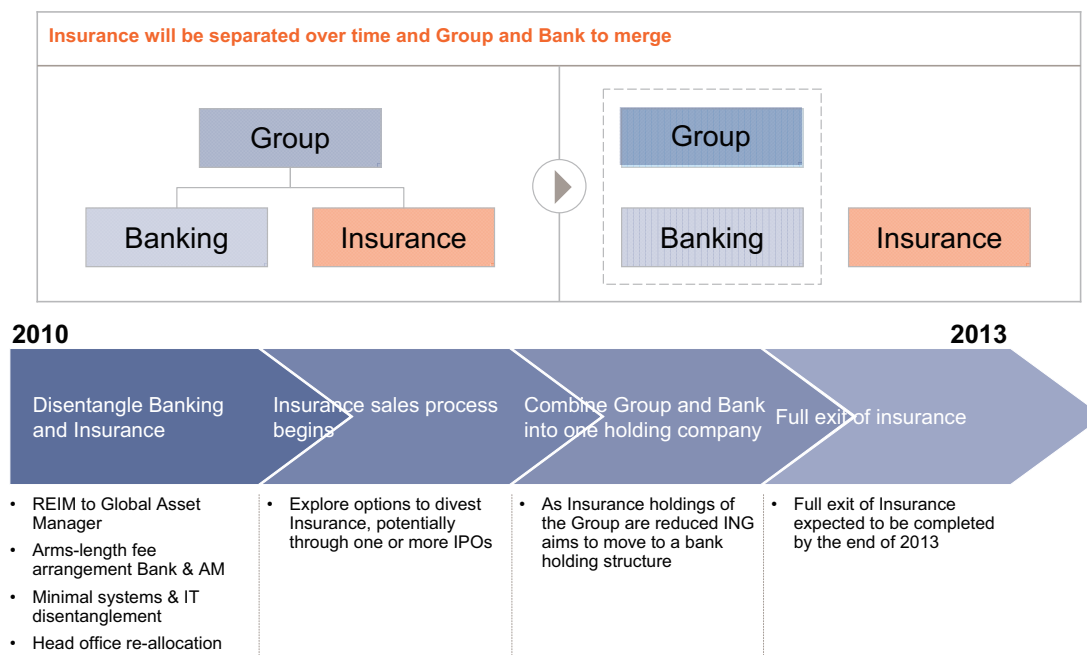 Insurance will be separated over time and Group and Bank to merge
Group
Banking
Insurance
Group
Banking
Insurance
2010
2013
Disentangle Banking
and Insurance
Insurance sales process
begins
Combine Group and Bank
into one holding company
Full exit of insurance
• REIM to Global Asset
Manager
• Arms-length fee
arrangement Bank & AM
• Minimal systems & IT
disentanglement
• Head office re-allocation
• Explore options to divest
Insurance, potentially
through one or more IPOs
• As Insurance holdings of
the Group are reduced ING
aims to move to a bank
holding structure
• Full exit of Insurance
expected to be completed
by the end of 2013